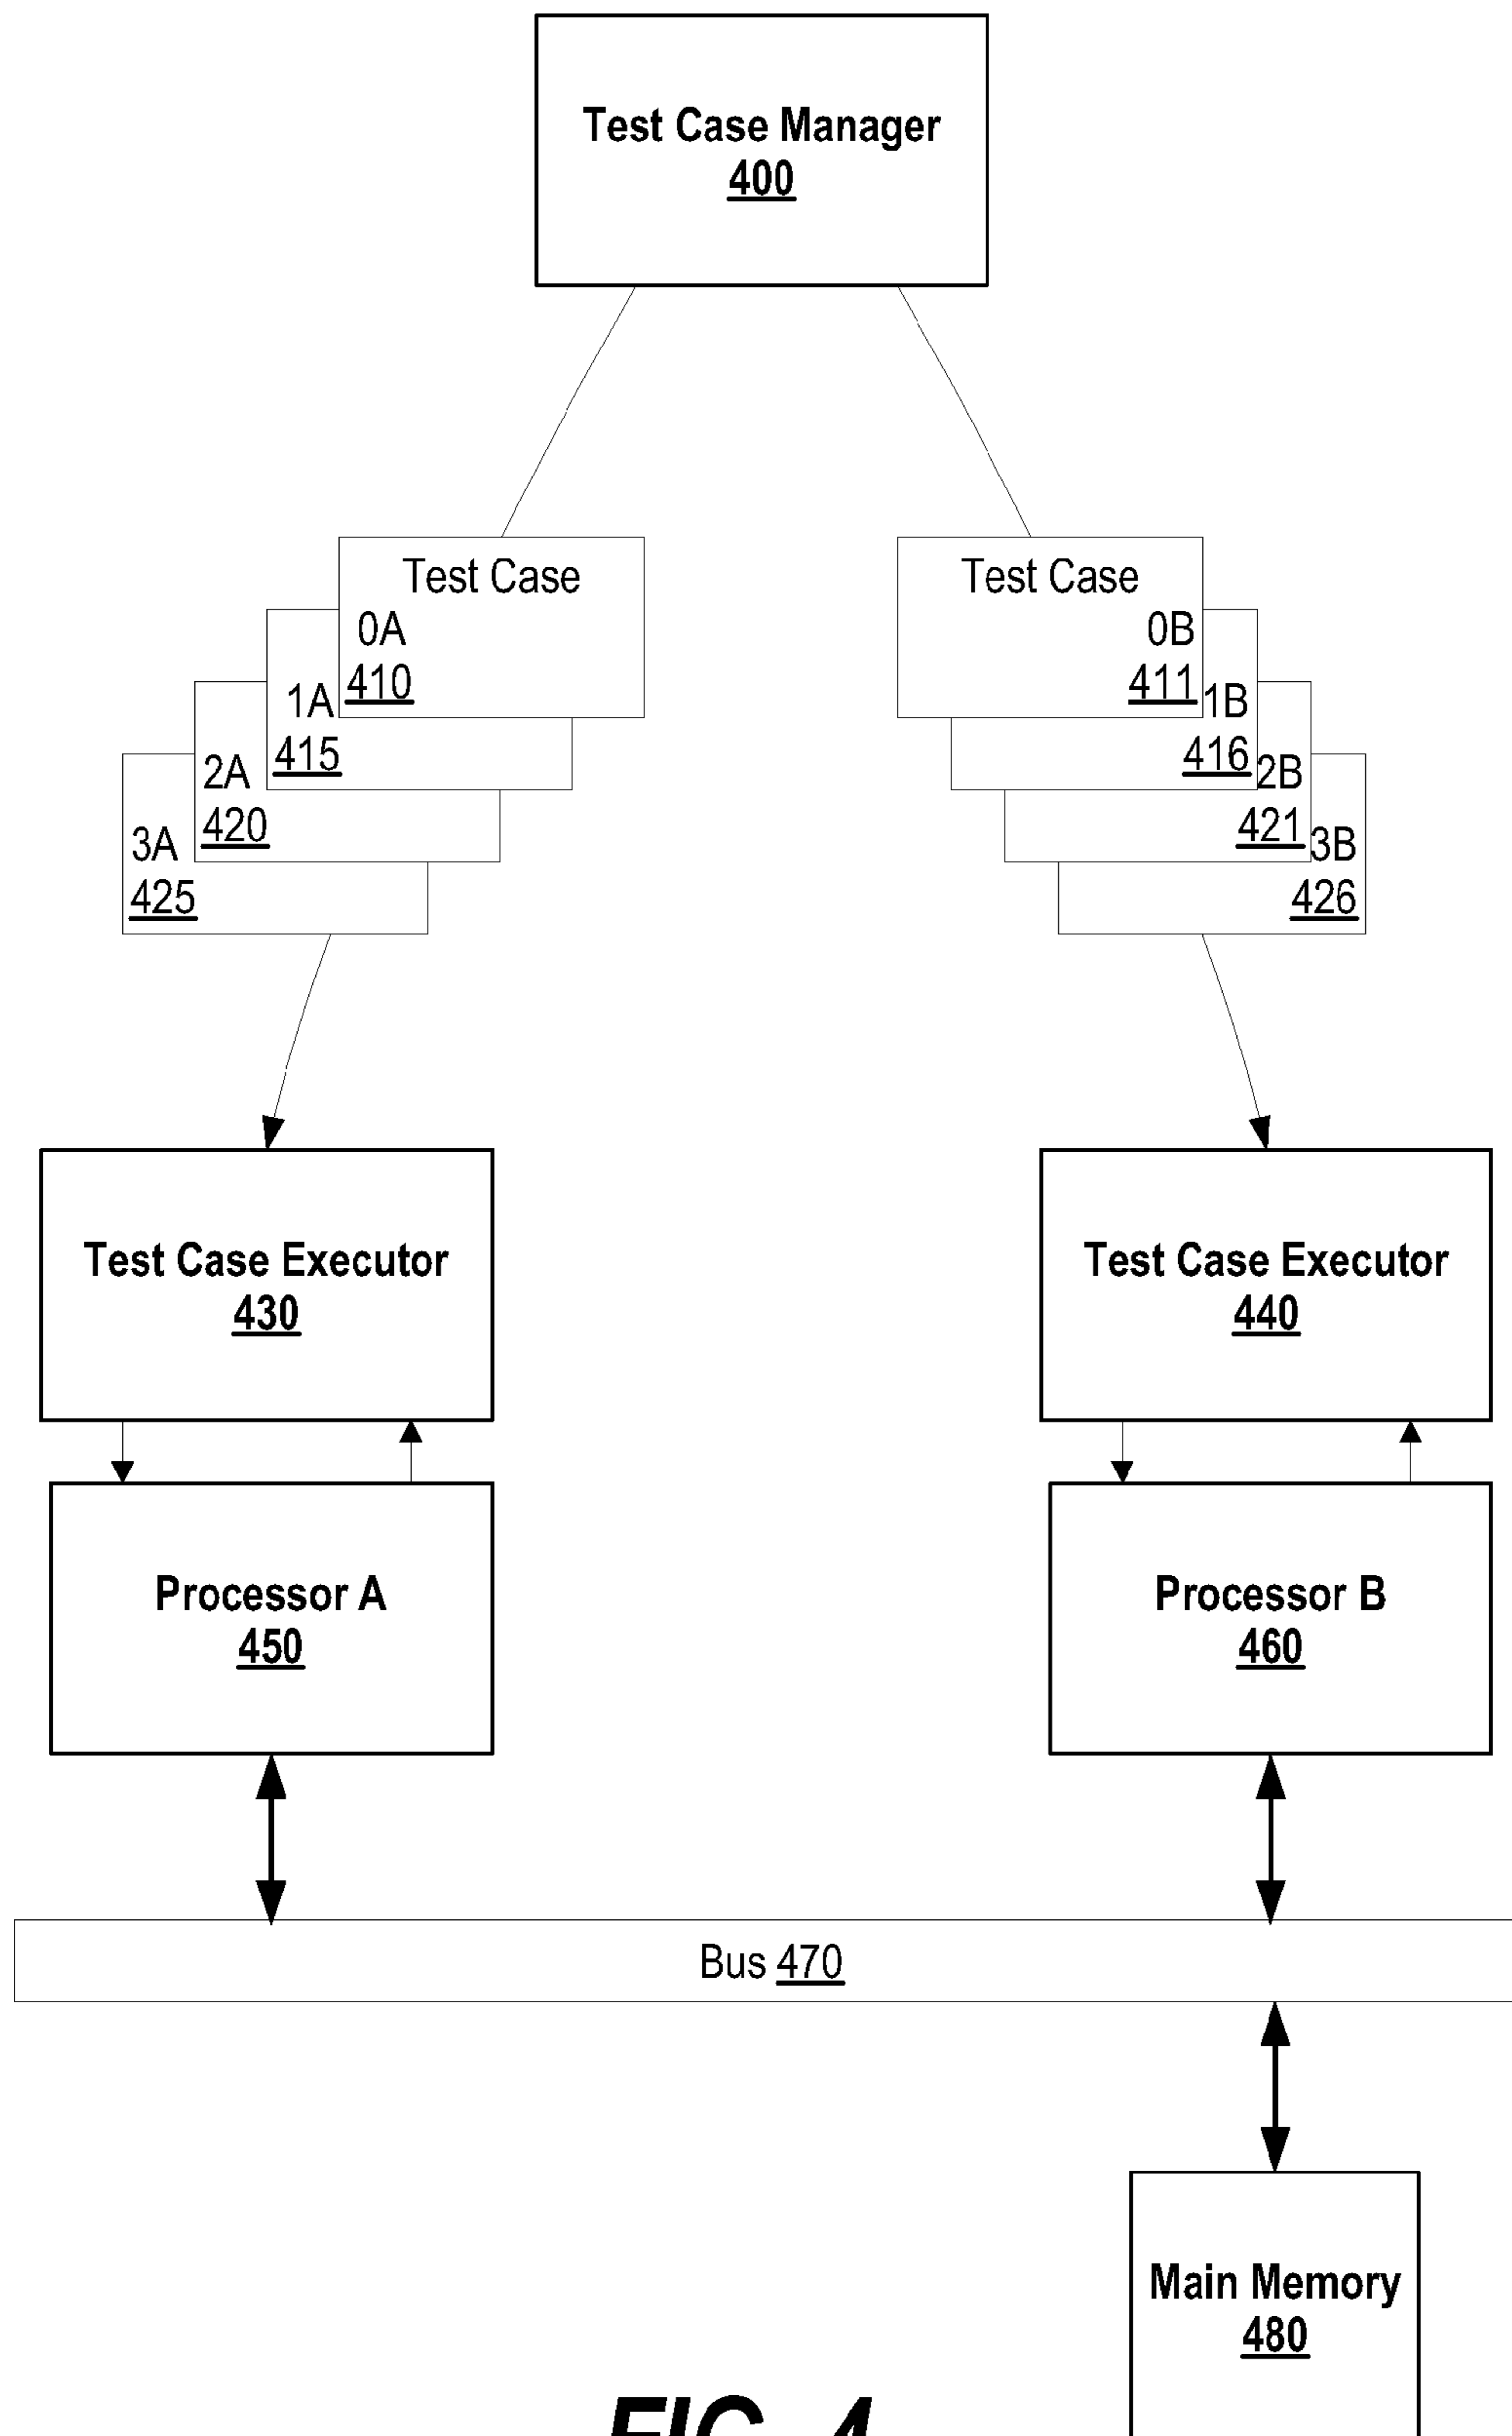 Test Case Manager
400
Test Case
0A
410
1A
415
2A
420
3A
425
Test Case
0B
411
1B
416
2B
421
3B
426
Test Case Executor
430
Test Case Executor
440
Processor A
450
Processor B
460
Bus 470
Main Memory
480
FIG. 4